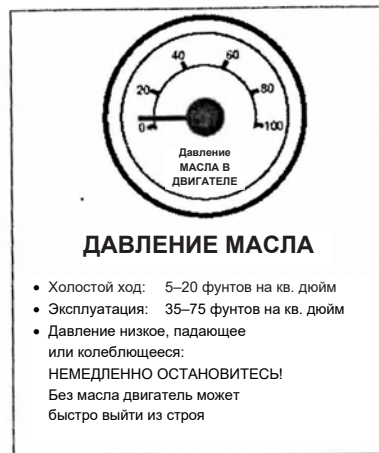 40 60
20 80
0 100
Давление
МАСЛА В
ДВИГАТЕЛЕ
ДАВЛЕНИЕ МАСЛА
• Холостой ход: 5–20 фунтов на кв. дюйм
• Эксплуатация: 35–75 фунтов на кв. дюйм
• Давление низкое, падающее
или колеблющееся:
НЕМЕДЛЕННО ОСТАНОВИТЕСЬ!
Без масла двигатель может
быстро выйти из строя